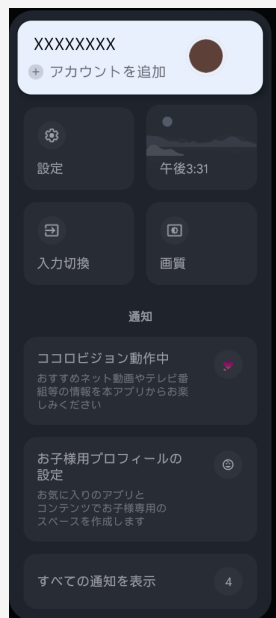 XXXXXXXX
アカウントを追加
設定
午後3:31
入力切換
画質
通知
ココロビジョン動作中
おすすめネット動画やテレビ番
組等の情報を本アプリからお楽
しみください
お子様用プロフィールの
設定
お気に入りのアプリと
コンテンツでお子様専用の
スペースを作成します
すべての通知を表示
4